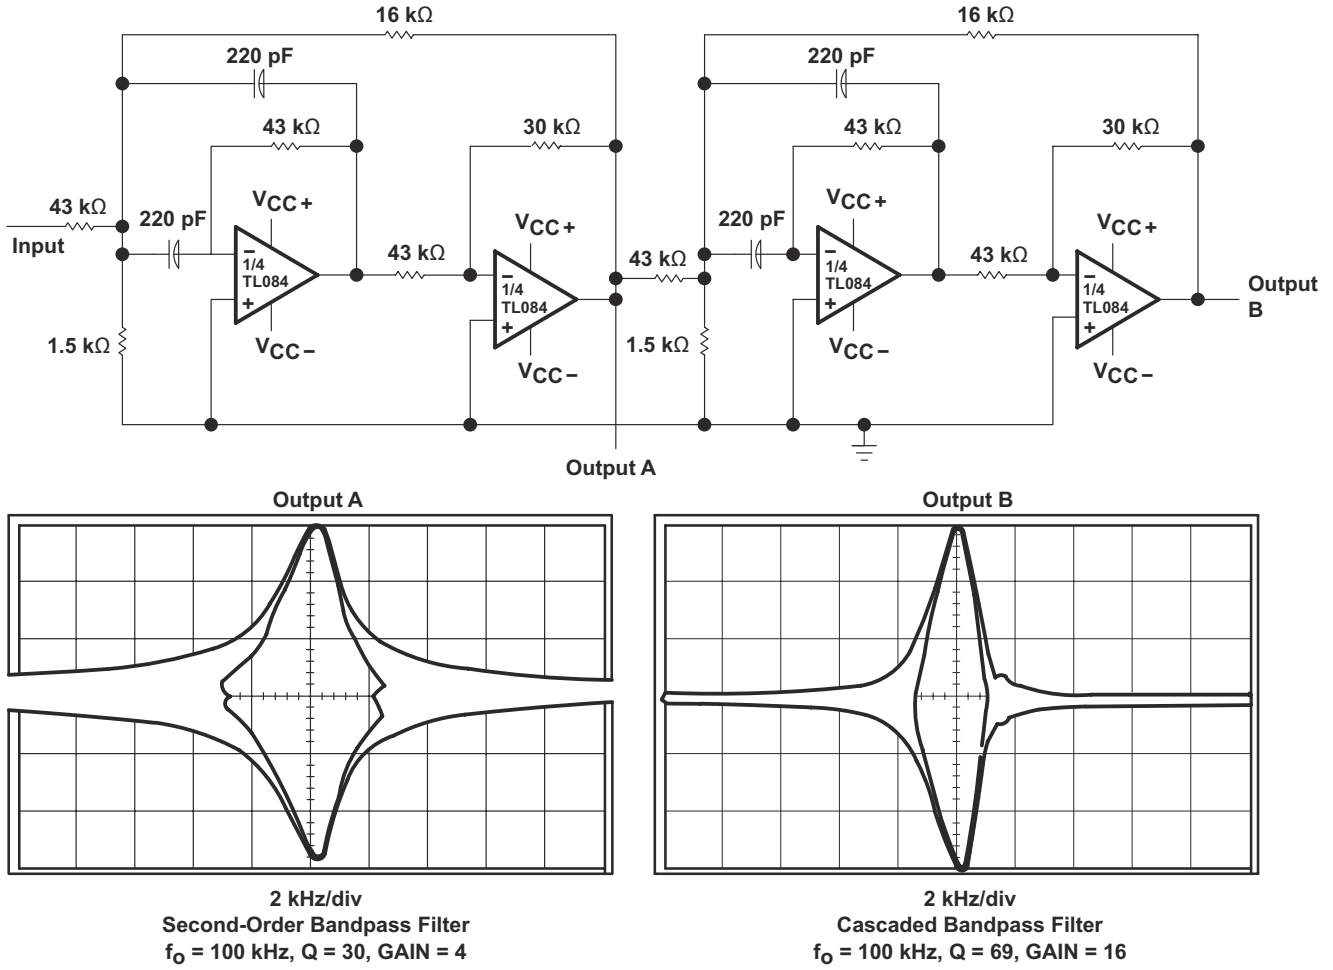 16 kΩ
16 kΩ
220 pF
220 pF
43 kΩ
30 kΩ
43 kΩ
30 kΩ
43 kΩ
Input
220 pF
VCC+
−
1/4
TL084
+
VCC−
43 kΩ
VCC+
−
1/4
TL084
+
VCC−
43 kΩ
220 pF
VCC+
−
1/4
TL084
+
VCC−
43 kΩ
VCC+
−
1/4
TL084
+
VCC−
Output
B
1.5 kΩ
1.5 kΩ
Output A
Output A
Output B
2 kHz/div
Second-Order Bandpass Filter
fo = 100 kHz, Q = 30, GAIN = 4
2 kHz/div
Cascaded Bandpass Filter
fo = 100 kHz, Q = 69, GAIN = 16